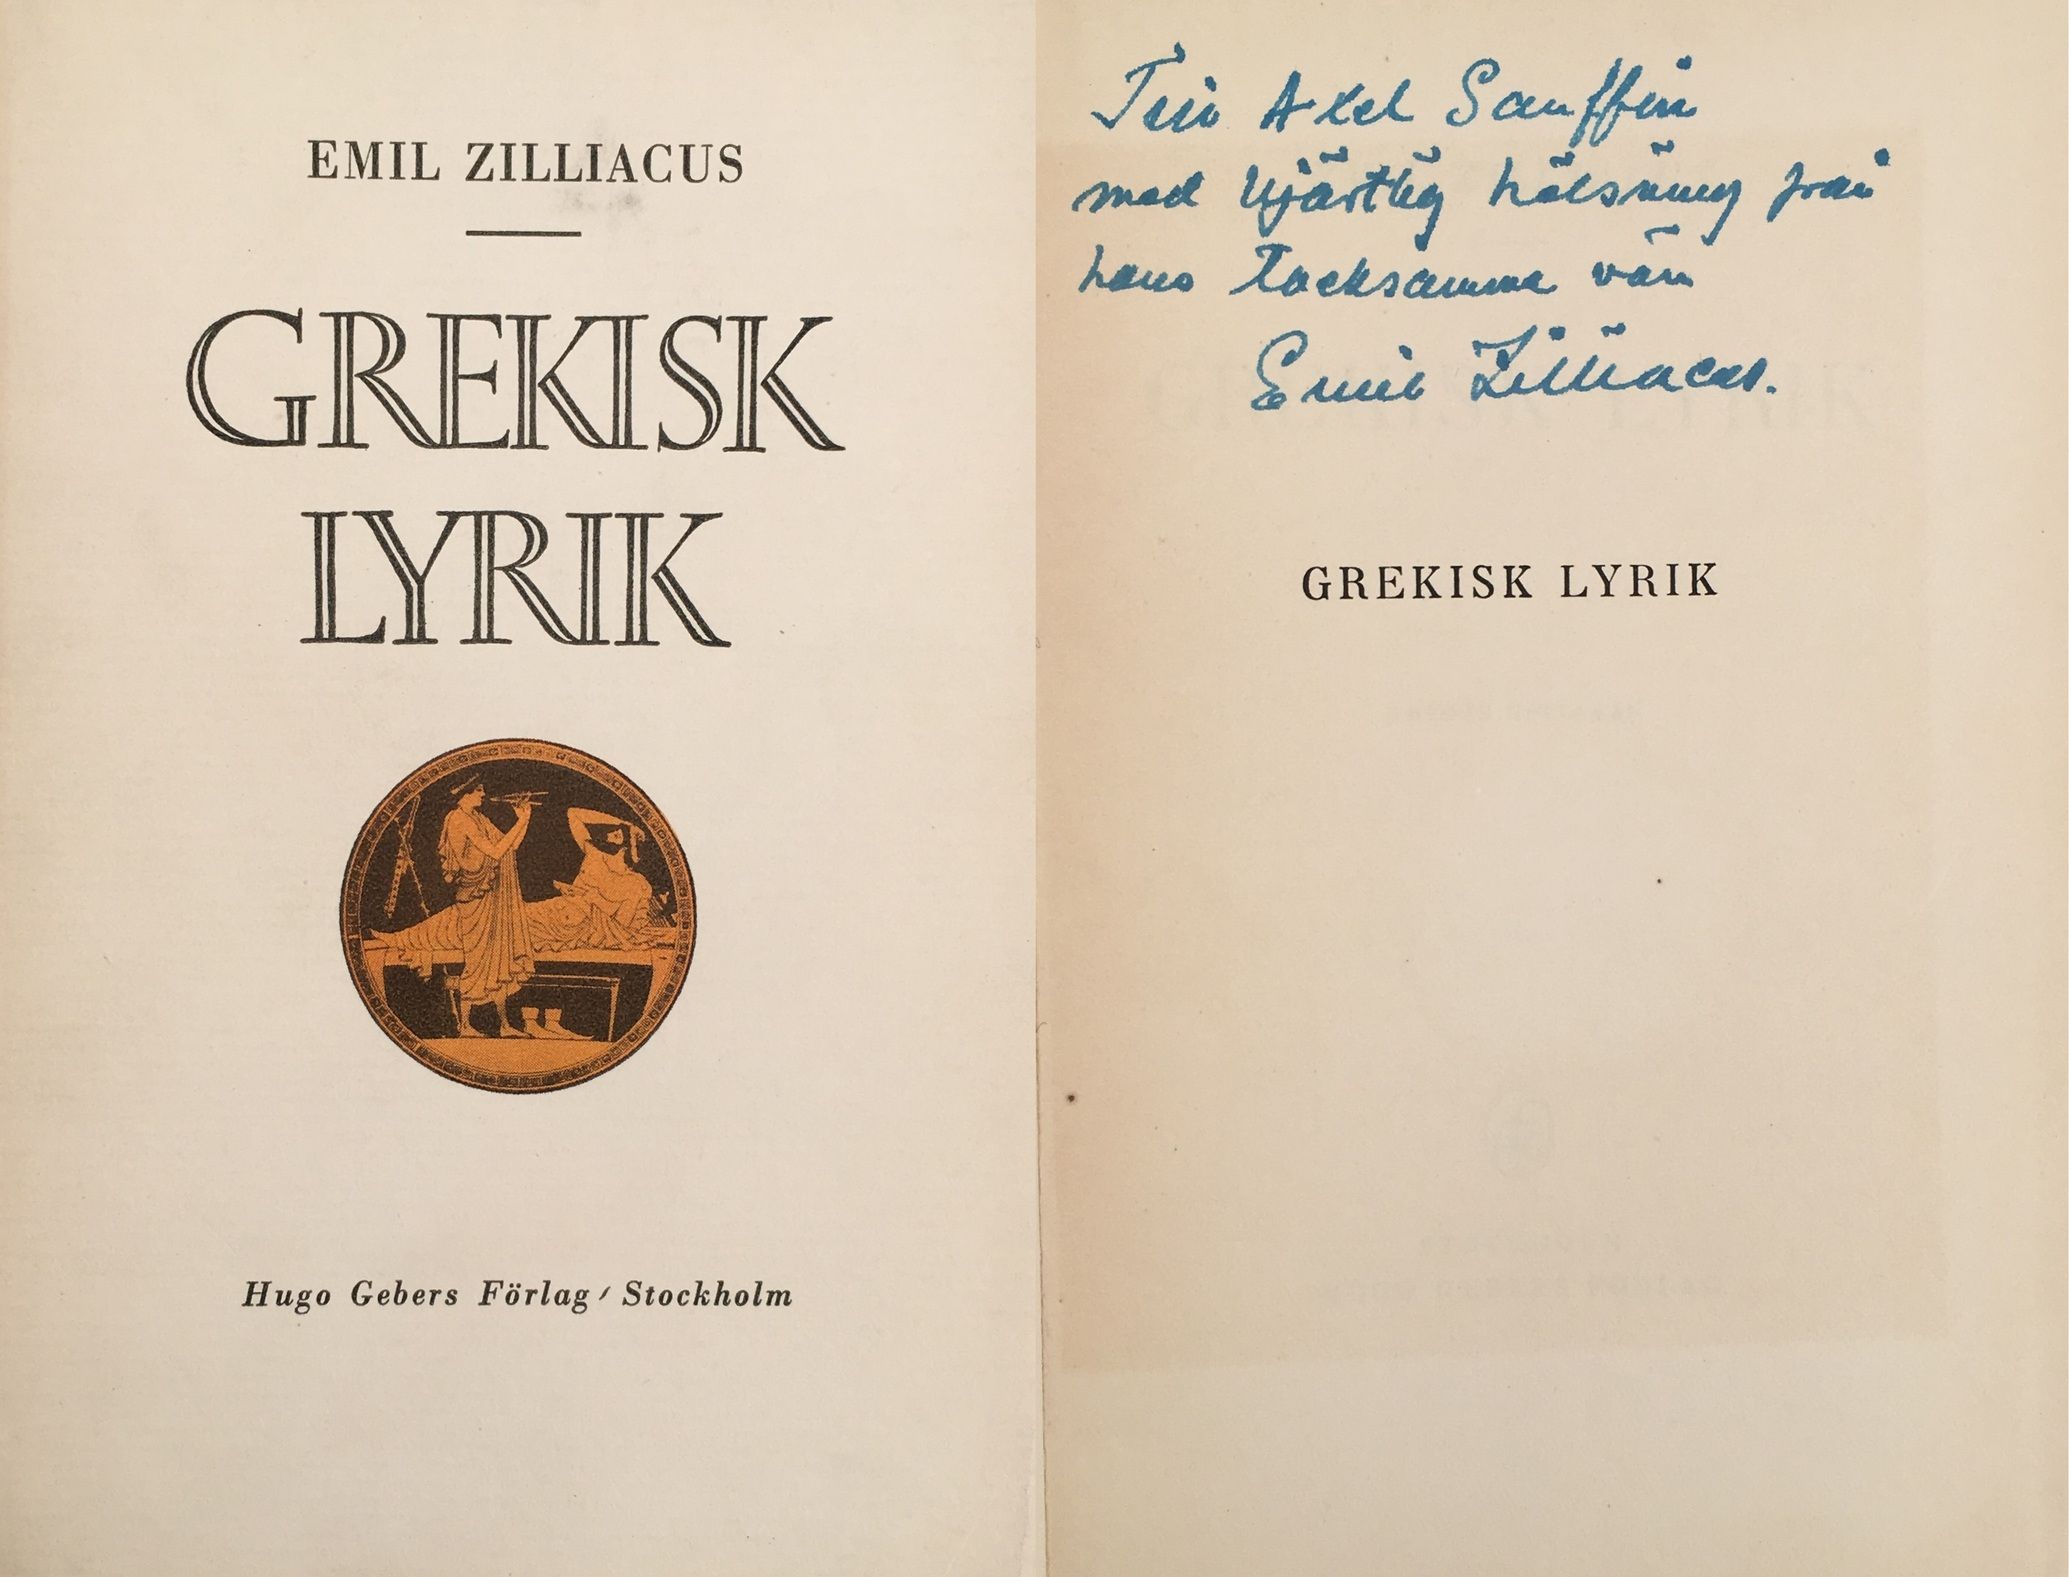 EMIL ZILLIACUS
GREKISK
LYRIK
Hugo Gebers Förlag / Stockholm
Till Axel Gauffin
med hjärtlig hälsning från
hans tacksamma vän
Emil Zilliacus.
GREKISK LYRIK